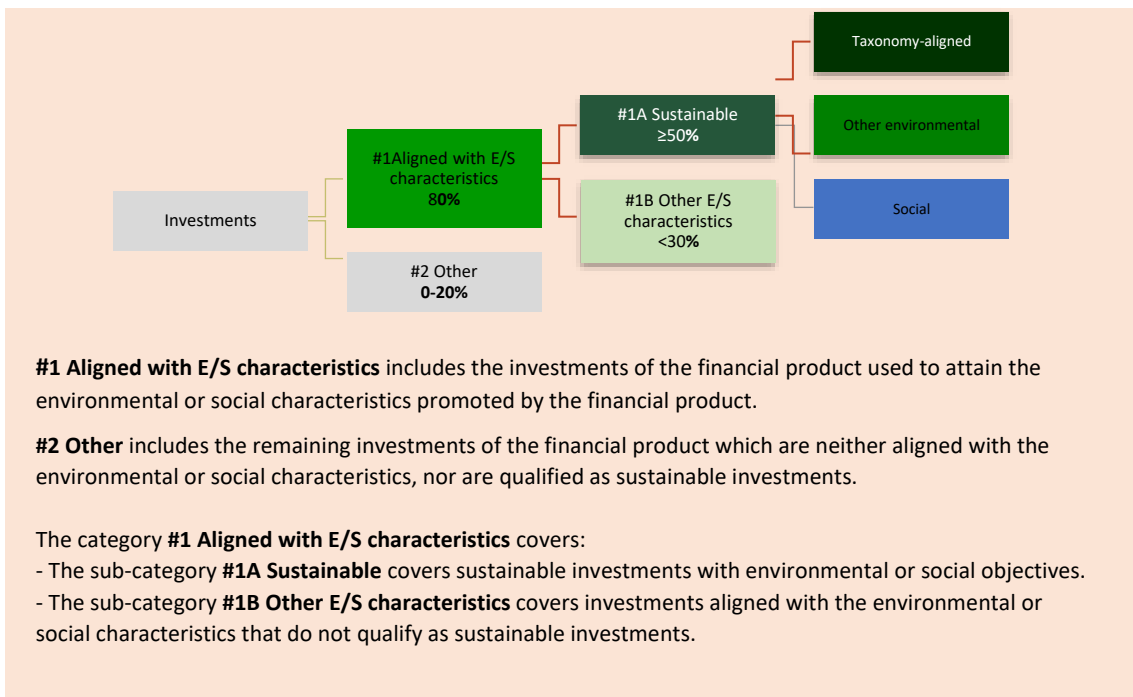 Taxonomy-aligned
#1A Sustainable
≥50%
Other environmental
#1Aligned with E/S
characteristics
80%
#1B Other E/S
characteristics
<30%
Social
Investments
#2 Other
0-20%
#1 Aligned with E/S characteristics includes the investments of the financial product used to attain the
environmental or social characteristics promoted by the financial product.
#2 Other includes the remaining investments of the financial product which are neither aligned with the
environmental or social characteristics, nor are qualified as sustainable investments.
The category #1 Aligned with E/S characteristics covers:
- The sub-category #1A Sustainable covers sustainable investments with environmental or social objectives.
- The sub-category #1B Other E/S characteristics covers investments aligned with the environmental or
social characteristics that do not qualify as sustainable investments.